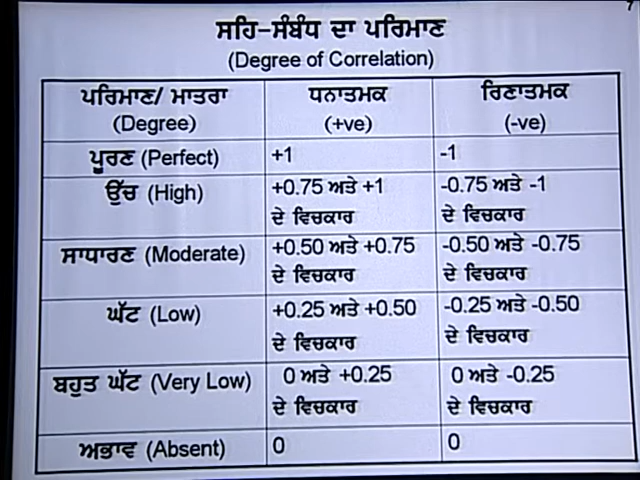 7
ਸਹਿ-ਸੰਬੰਧ ਦਾ ਪਰਿਮਾਣ
(Degree of Correlation)
ਪਰਿਮਾਣ/ ਮਾਤਰਾ ਧਨਾਤਮਕ ਰਿਣਾਤਮਕ
(Degree) (+ve) (-ve)
ਪੂਰਣ (Perfect) +1 -1
ਉੱਚ (High) +0.75 ਅਤੇ +1 -0.75 ਅਤੇ -1
ਦੇ ਵਿਚਕਾਰ ਦੇ ਵਿਚਕਾਰ
ਸਾਧਾਰਣ (Moderate) +0.50 ਅਤੇ +0.75 -0.50 ਅਤੇ -0.75
ਦੇ ਵਿਚਕਾਰ ਦੇ ਵਿਚਕਾਰ
ਘੱਟ (Low) +0.25 ਅਤੇ +0.50 -0.25 ਅਤੇ -0.50
ਦੇ ਵਿਚਕਾਰ ਦੇ ਵਿਚਕਾਰ
ਬਹੁਤ ਘੱਟ (Very Low) 0 ਅਤੇ +0.25 0 ਅਤੇ -0.25
ਦੇ ਵਿਚਕਾਰ ਦੇ ਵਿਚਕਾਰ
ਅਭਾਵ (Absent) 0 0